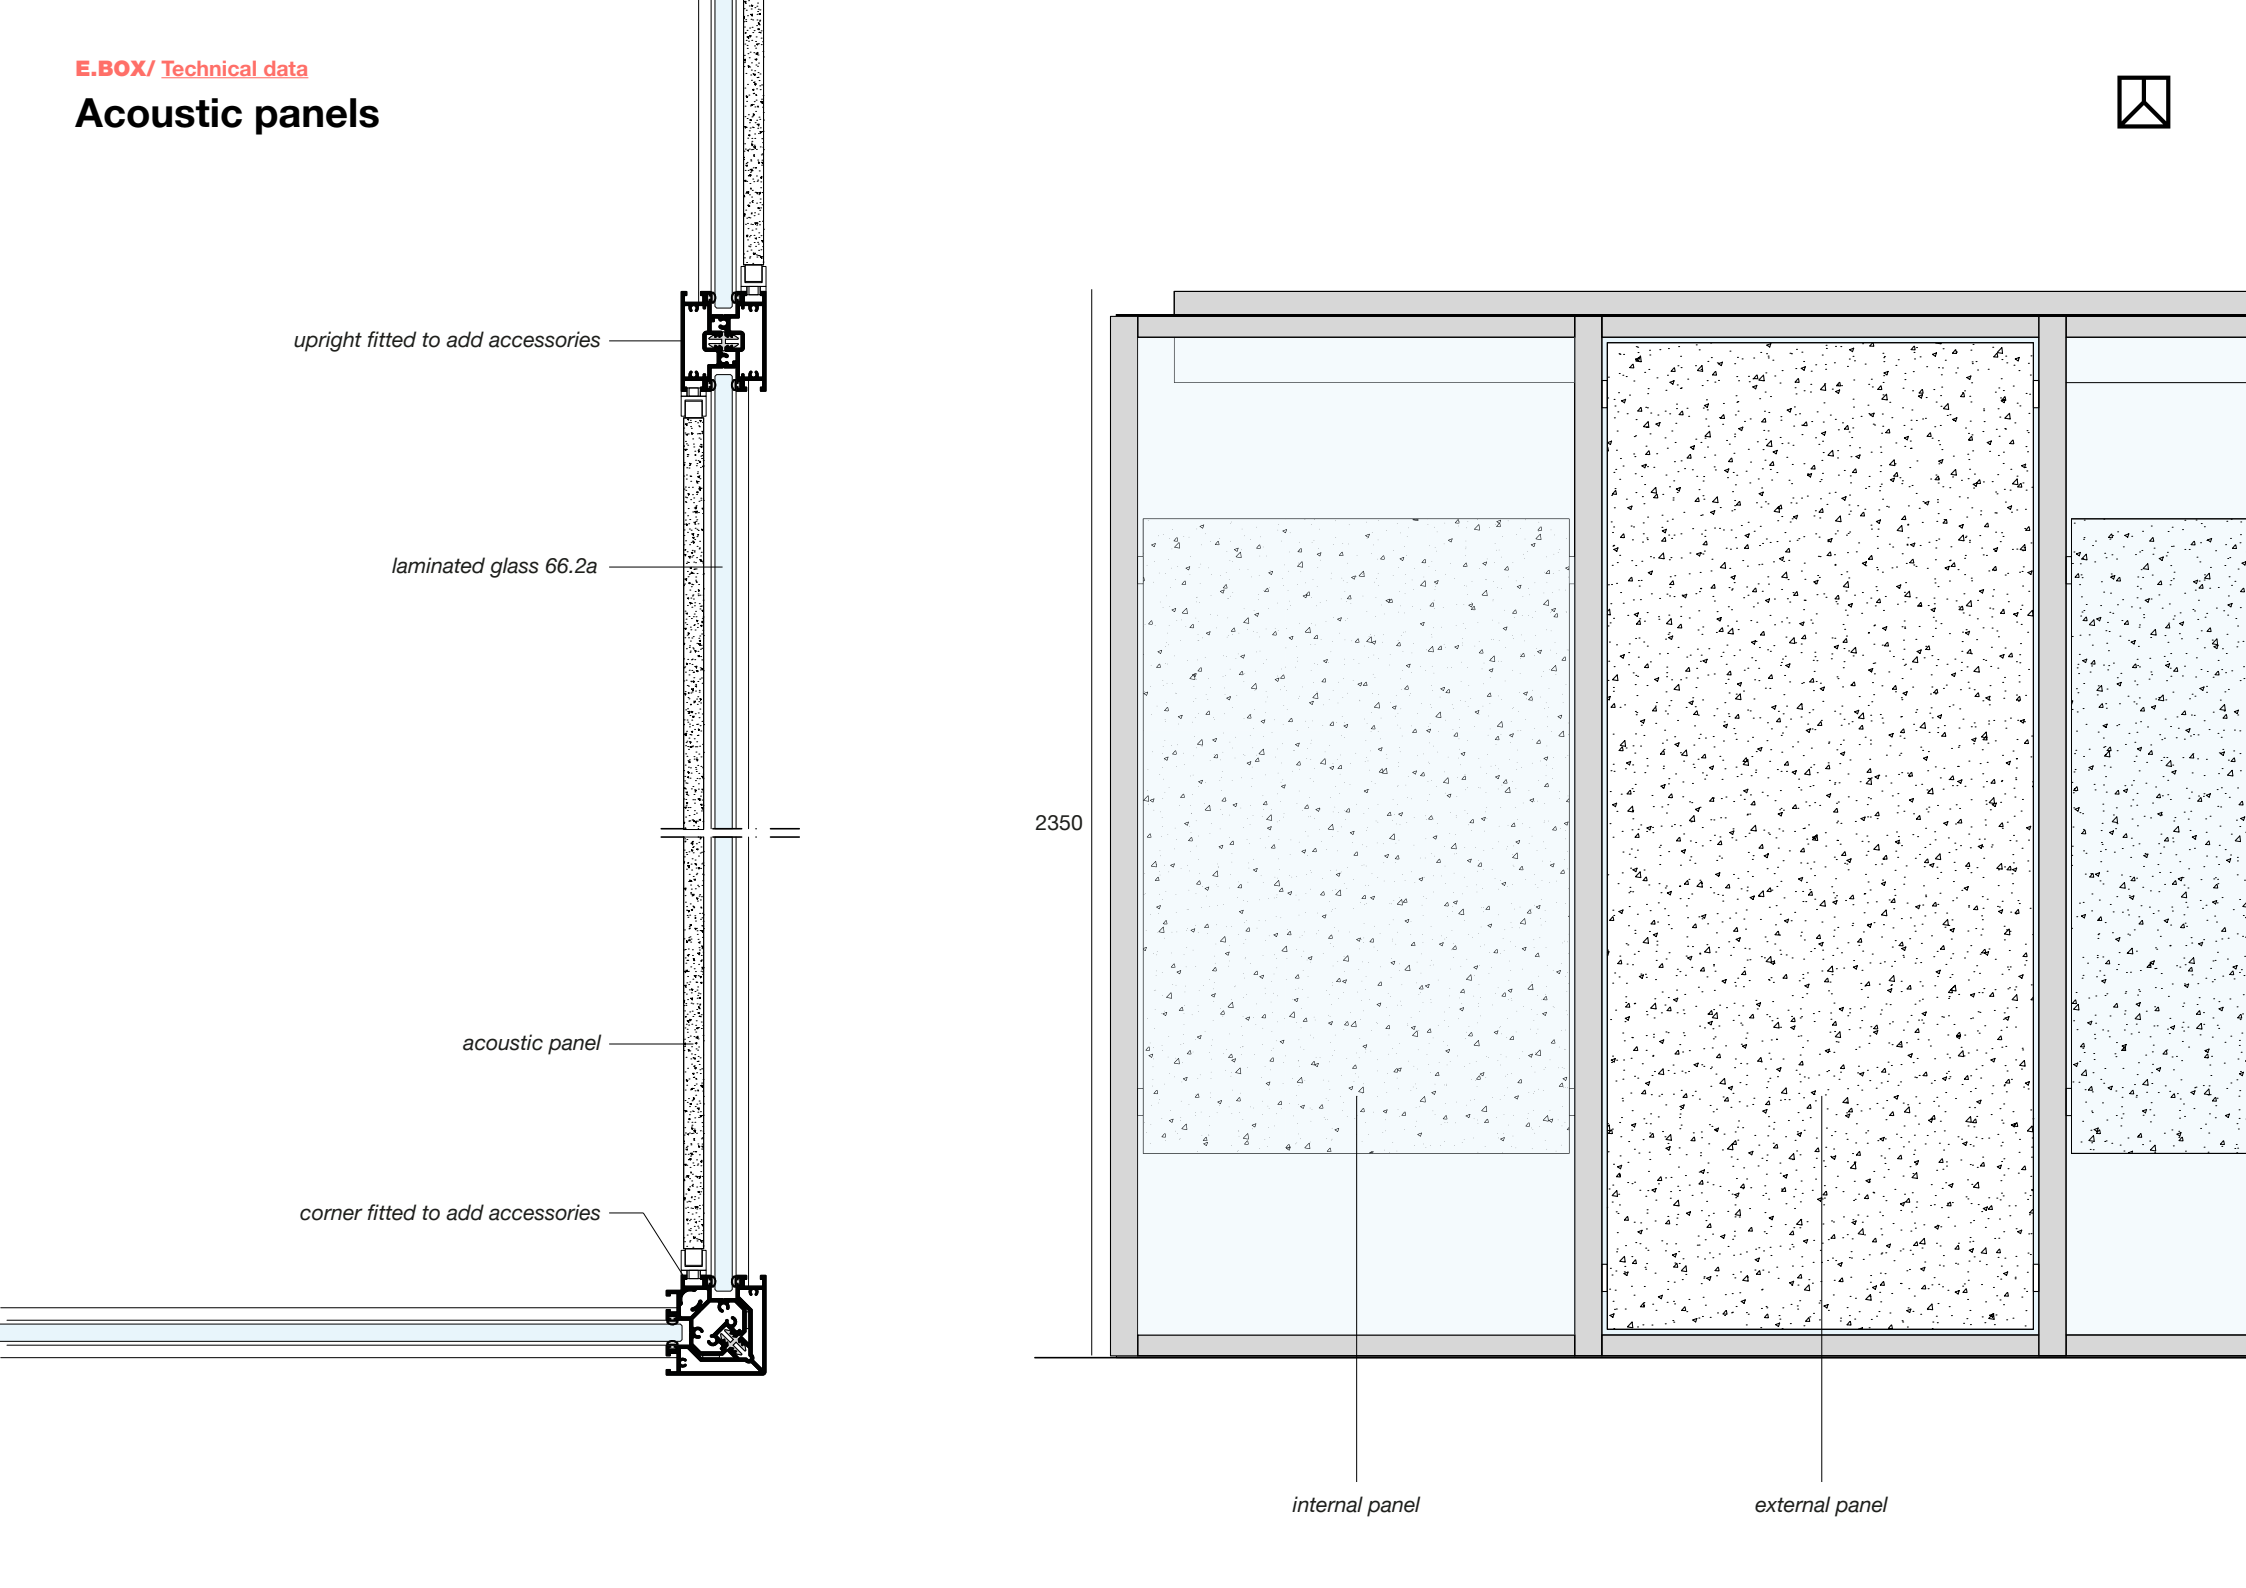 E.BOX/ Technical data
Acoustic panels
upright fitted to add accessories
laminated glass 66.2a
acoustic panel
corner fitted to add accessories
2350
internal panel
external panel